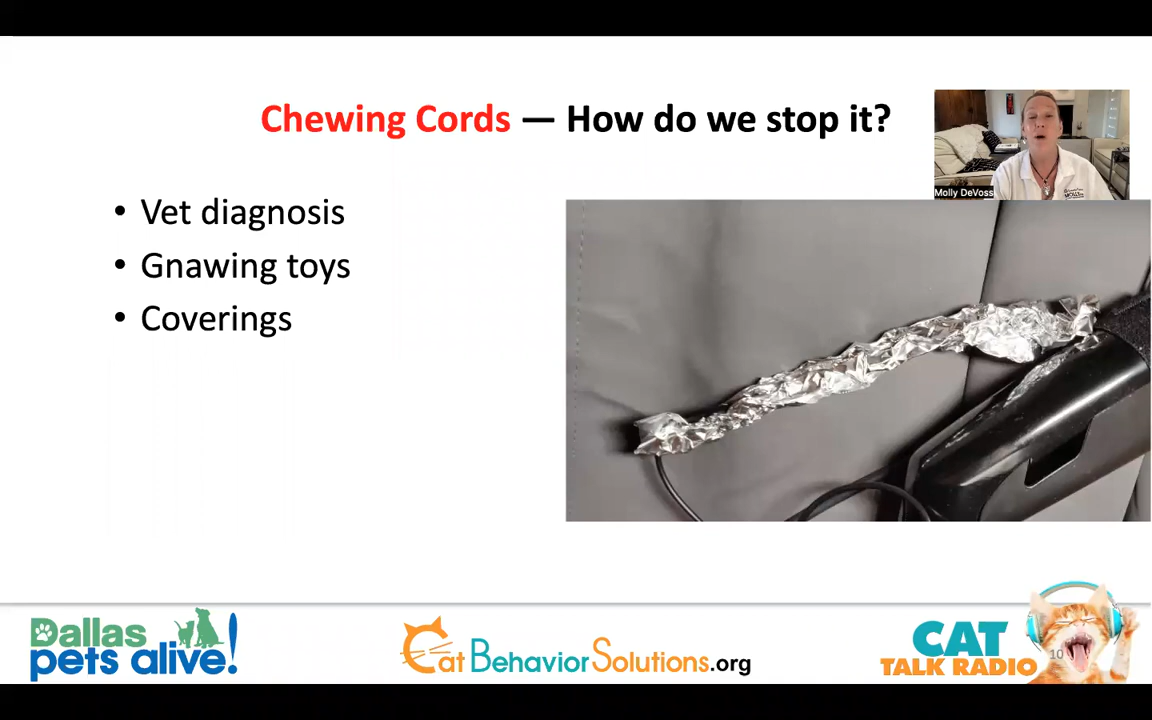 Chewing Cords — How do we stop it?
Molly DeVoss
• Vet diagnosis
• Gnawing toys
• Coverings
Dallas
pets alive!
CatBehaviorSolutions.org
CAT
TALK RADIO
10